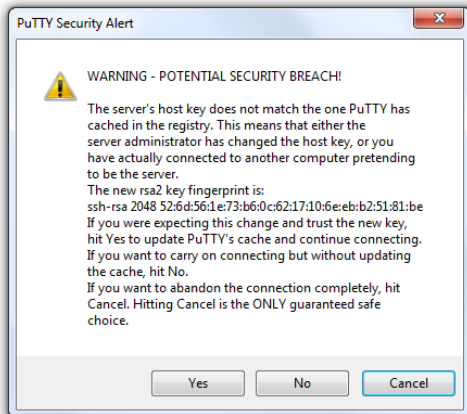 PuTTY Security Alert
WARNING - POTENTIAL SECURITY BREACH!
The server's host key does not match the one PuTTY has
cached in the registry. This means that either the
server administrator has changed the host key, or you
have actually connected to another computer pretending
to be the server.
The new rsa2 key fingerprint is:
ssh-rsa 2048 52:6d:56:1e:73:b6:0c:62:17:10:6e:eb:b2:51:81:be
If you were expecting this change and trust the new key,
hit Yes to update PuTTY's cache and continue connecting.
If you want to carry on connecting but without updating
the cache, hit No.
If you want to abandon the connection completely, hit
Cancel. Hitting Cancel is the ONLY guaranteed safe
choice.
Yes No Cancel